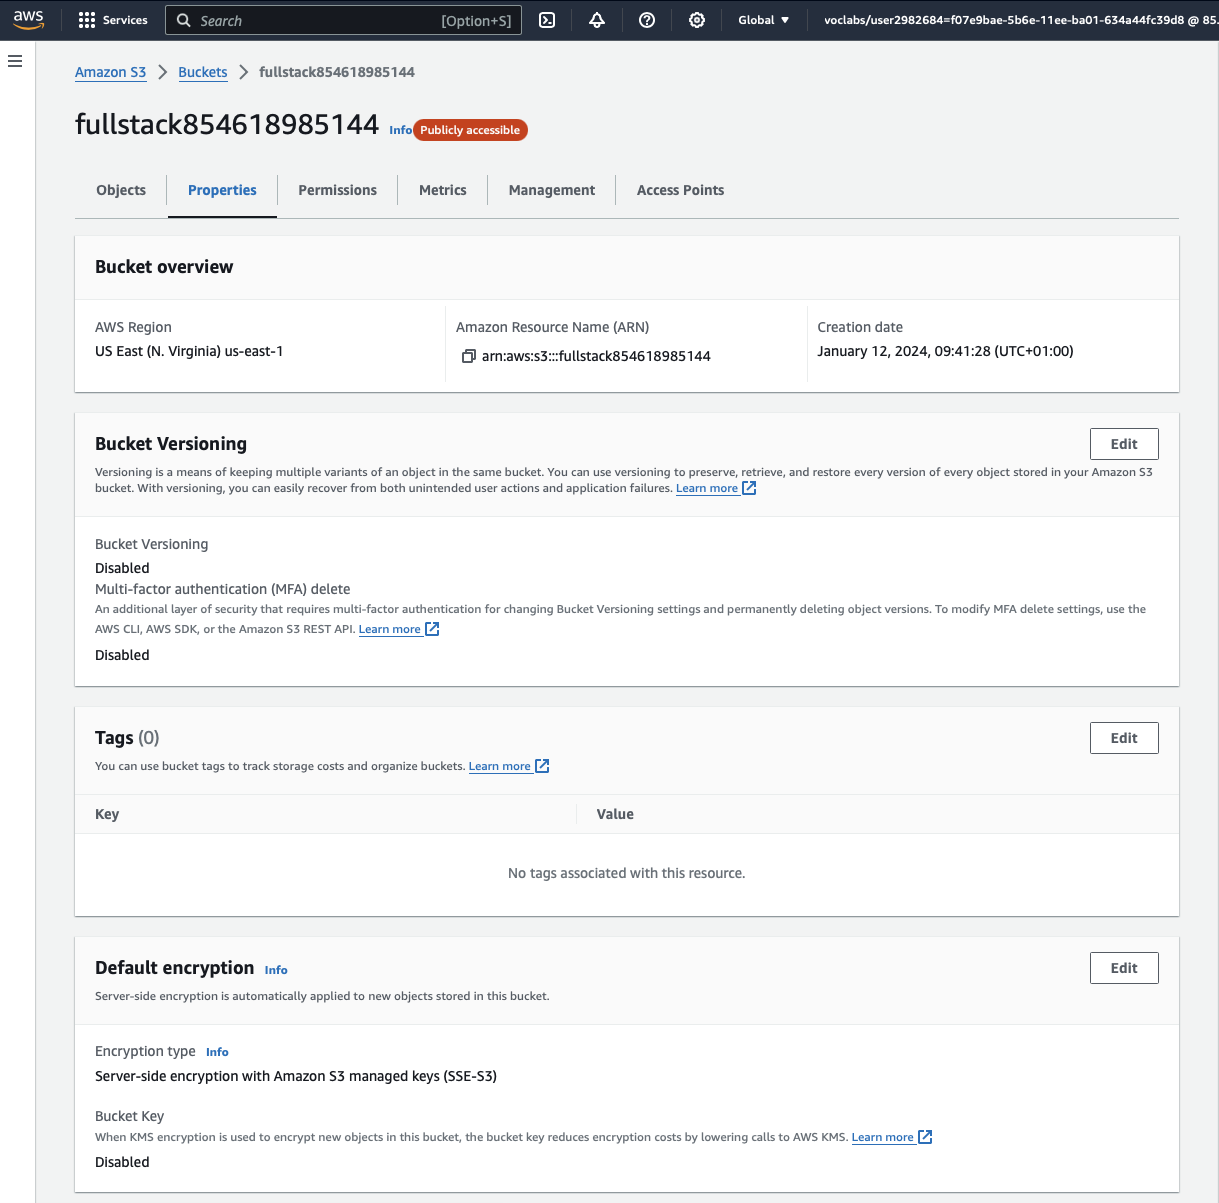 aws Services Search [Option+S] Global voclabs/user2982684=f07e9bae-5b6e-11ee-ba01-634a44fc39d8 @ 85.
Amazon S3 > Buckets > fullstack854618985144
fullstack854618985144 Info Publicly accessible
Objects Properties Permissions Metrics Management Access Points
Bucket overview
AWS Region
US East (N. Virginia) us-east-1
Amazon Resource Name (ARN)
arn:aws:s3:::fullstack854618985144
Creation date
January 12, 2024, 09:41:28 (UTC+01:00)
Bucket Versioning
Edit
Versioning is a means of keeping multiple variants of an object in the same bucket. You can use versioning to preserve, retrieve, and restore every version of every object stored in your Amazon S3
bucket. With versioning, you can easily recover from both unintended user actions and application failures. Learn more
Bucket Versioning
Disabled
Multi-factor authentication (MFA) delete
An additional layer of security that requires multi-factor authentication for changing Bucket Versioning settings and permanently deleting object versions. To modify MFA delete settings, use the
AWS CLI, AWS SDK, or the Amazon S3 REST API. Learn more
Disabled
Tags (0)
Edit
You can use bucket tags to track storage costs and organize buckets. Learn more
Key Value
No tags associated with this resource.
Default encryption Info
Edit
Server-side encryption is automatically applied to new objects stored in this bucket.
Encryption type Info
Server-side encryption with Amazon S3 managed keys (SSE-S3)
Bucket Key
When KMS encryption is used to encrypt new objects in this bucket, the bucket key reduces encryption costs by lowering calls to AWS KMS. Learn more
Disabled